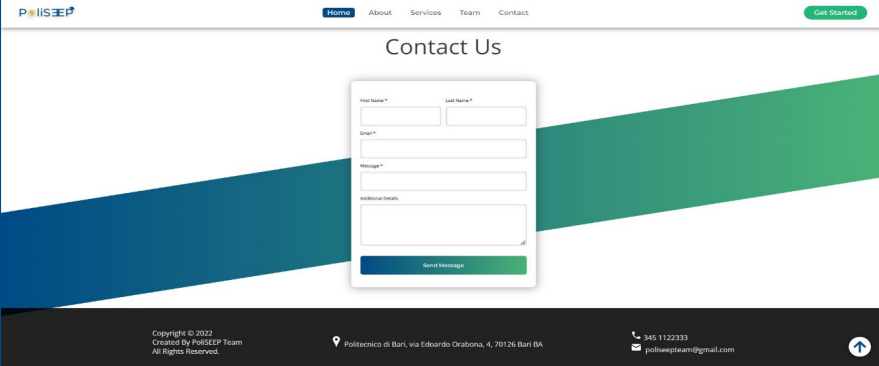 PoliSEEP
Home About Services Team Contact
Get Started
Contact Us
First Name *
Last Name *
Email *
Message *
Additional Details
Send Message
Copyright © 2022
Created By PoliSEEP Team
All Rights Reserved.
Politecnico di Bari, via Edoardo Orabona, 4, 70126 Bari BA
345 1122333
poliseepteam@gmail.com